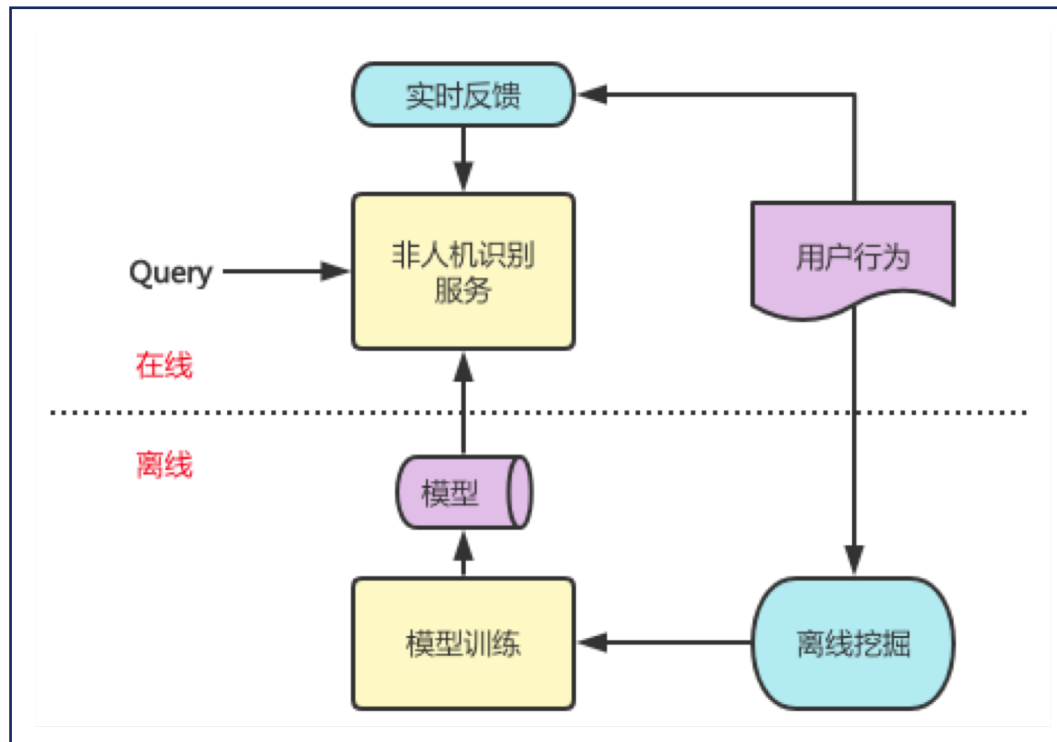 实时反馈
非人机识别
服务
用户行为
Query
在线
离线
模型
模型训练
离线挖掘